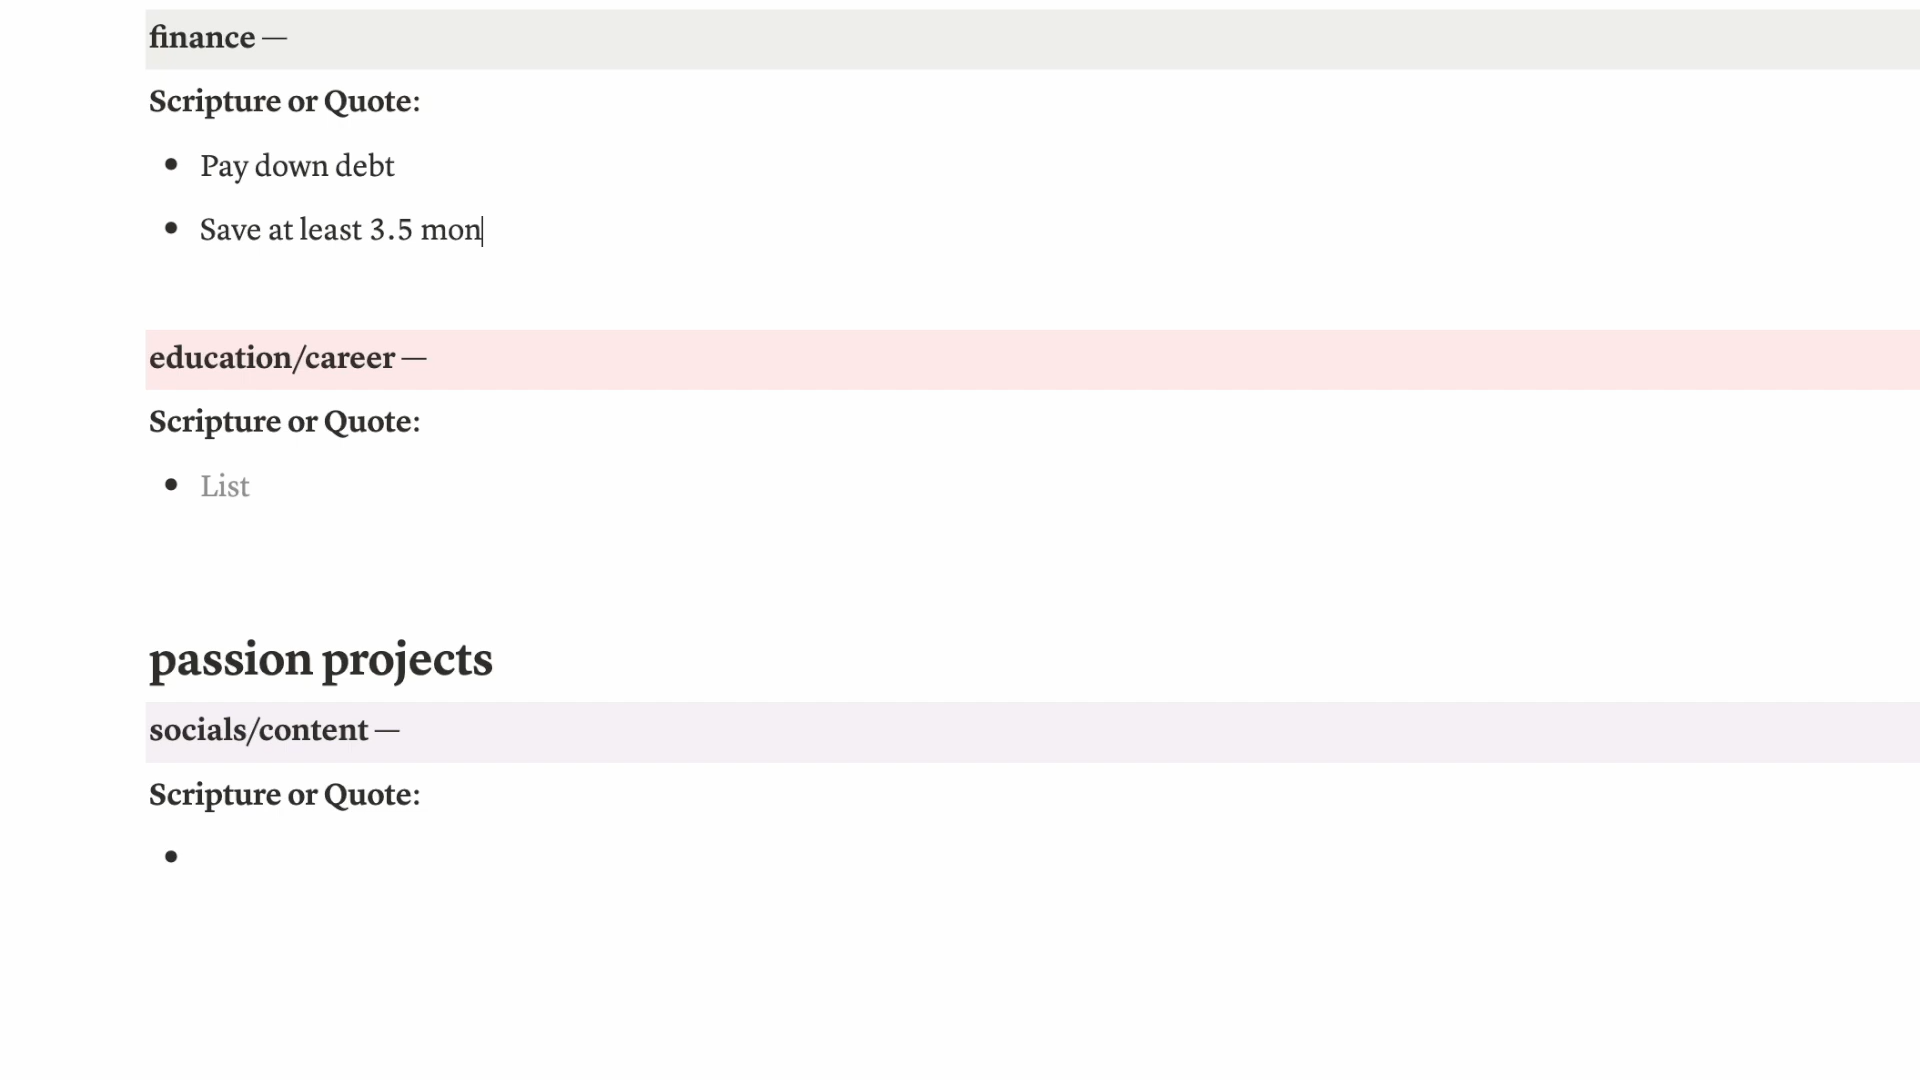 finance —
Scripture or Quote:
• Pay down debt
• Save at least 3.5 mon
education/career —
Scripture or Quote:
• List
passion projects
socials/content —
Scripture or Quote:
•